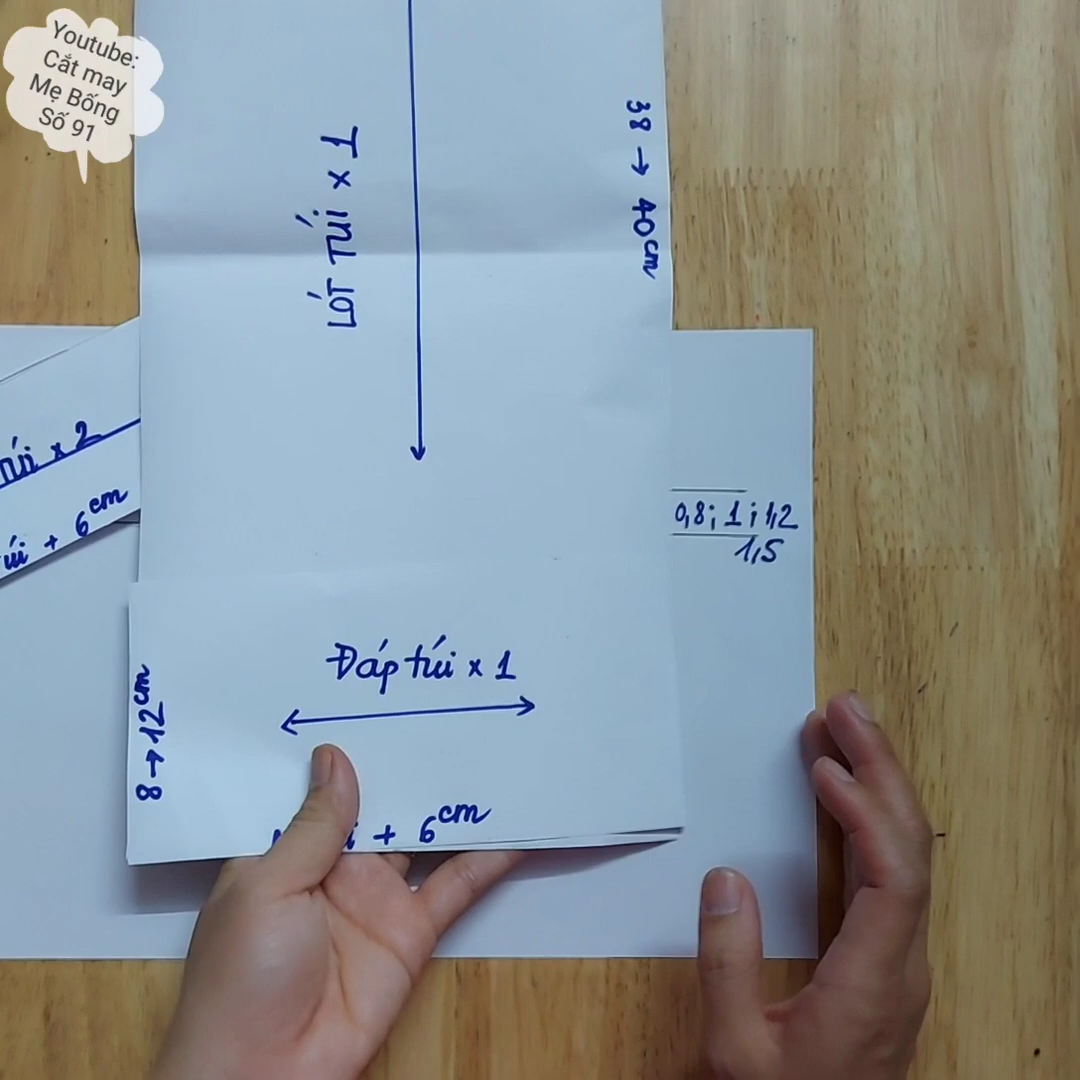 Youtube:
Cắt may
Mẹ Bống
Số 91
LÓT TÚI x 1
38 → 40cm
x 2
+ 6cm
0,8; 1; 1,2
1,5
Đáp túi x 1
8 → 12cm
+ 6cm